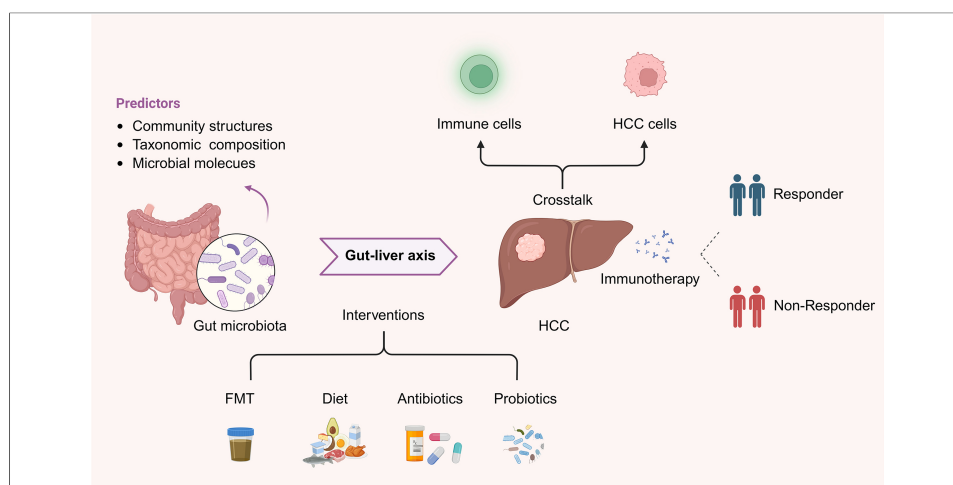 Predictors
• Community structures
• Taxonomic composition
• Microbial molecues
Immune cells
HCC cells
Crosstalk
Responder
Gut-liver axis
Immunotherapy
Non-Responder
Gut microbiota
Interventions
HCC
FMT
Diet
Antibiotics
Probiotics